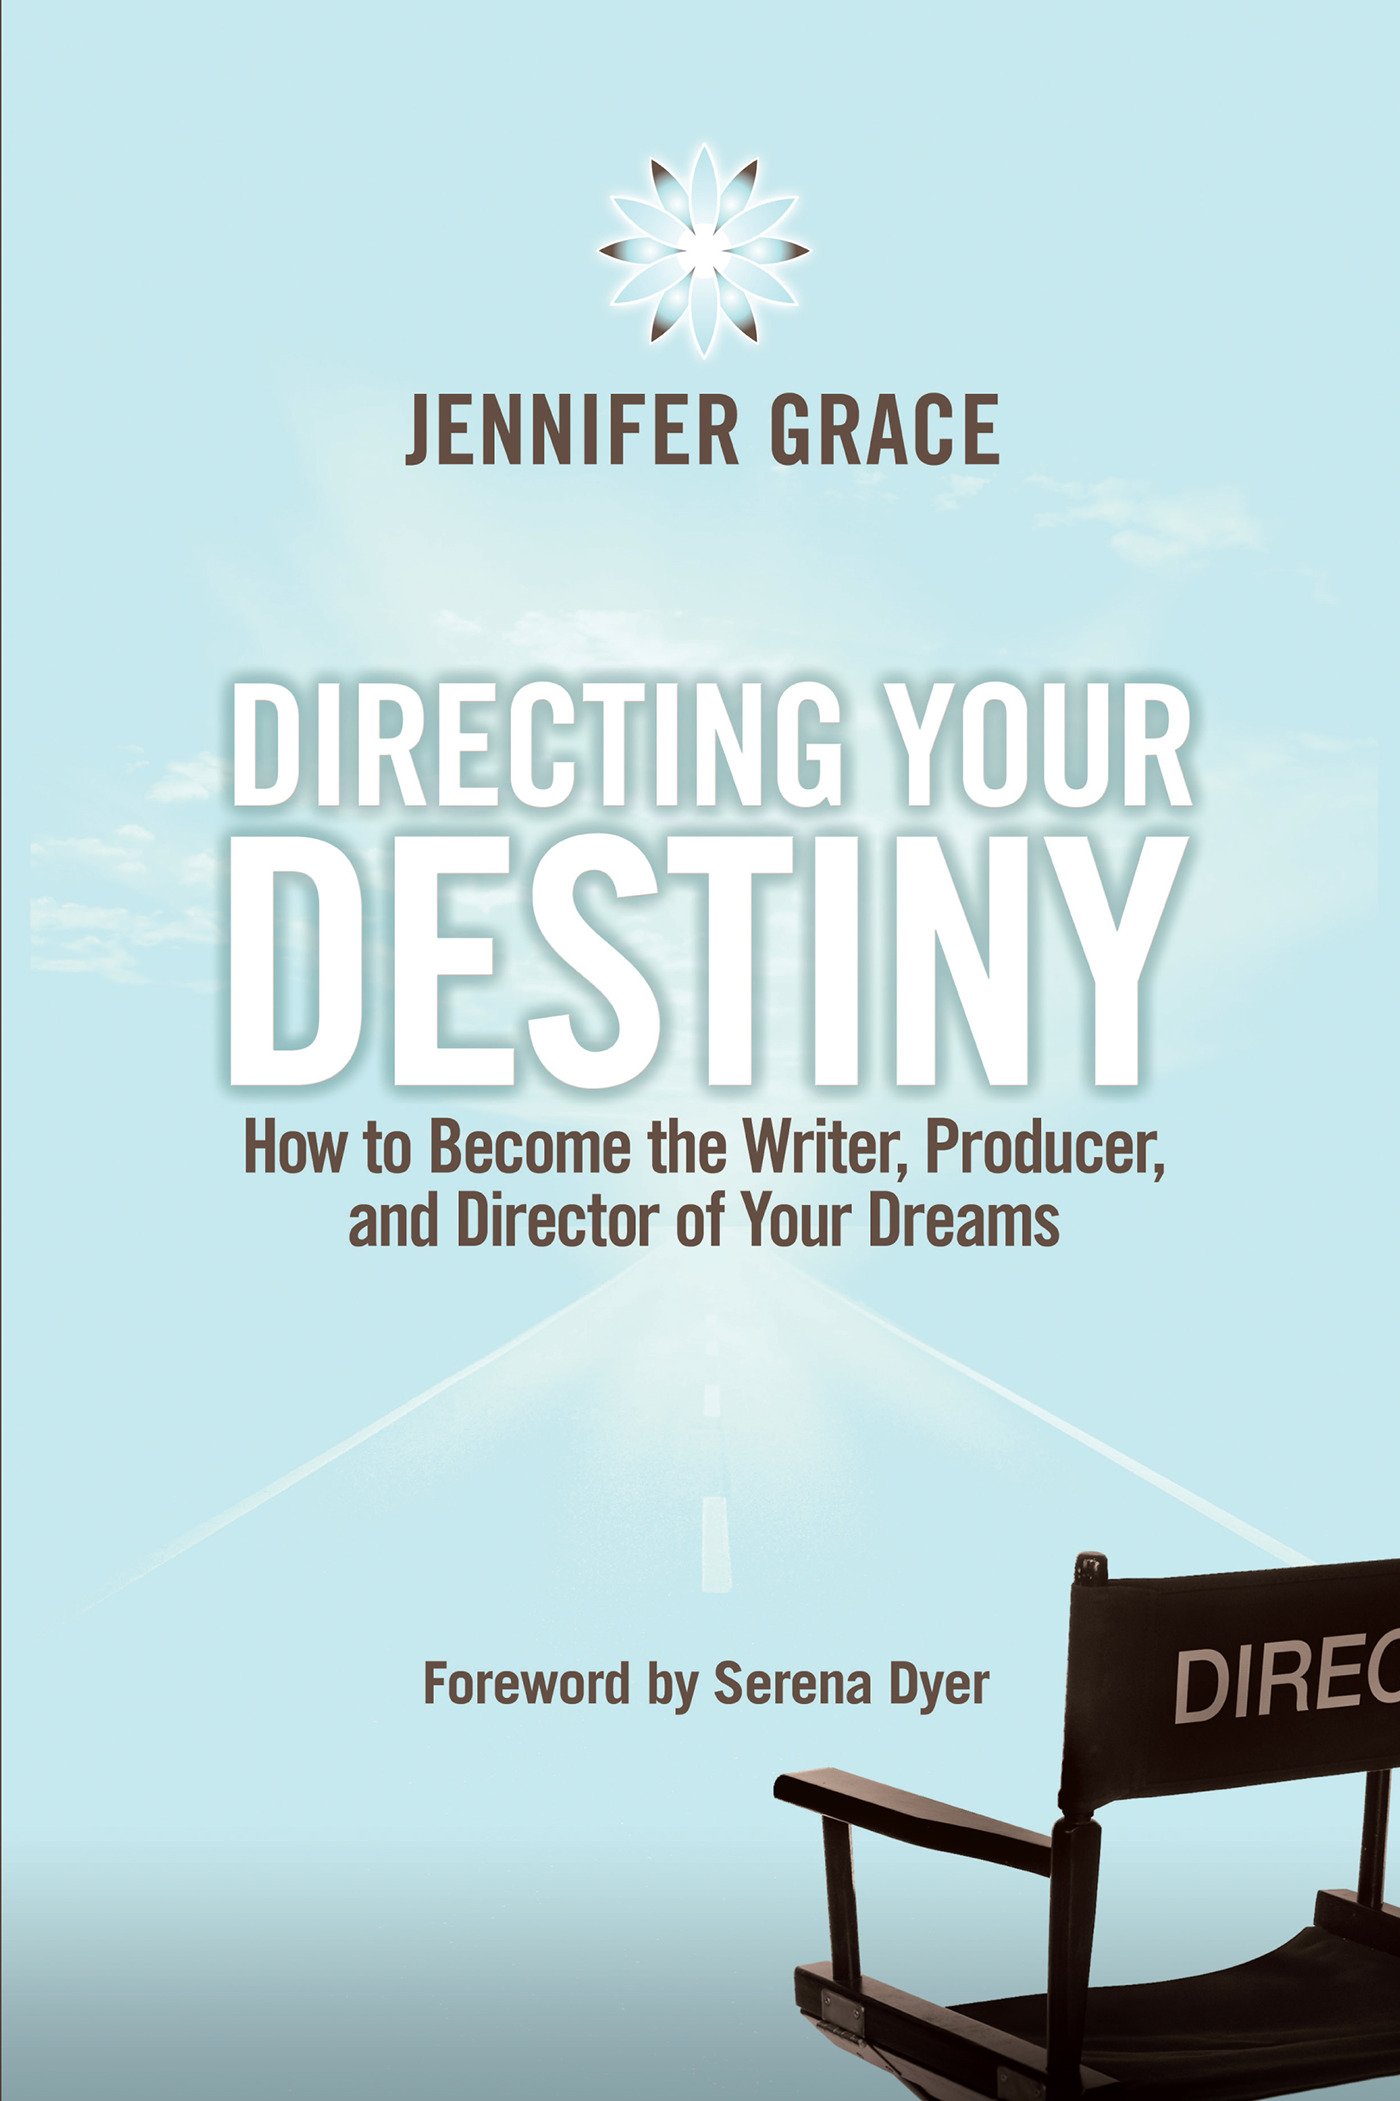 JENNIFER GRACE
DIRECTING YOUR
DESTINY
How to Become the Writer, Producer,
and Director of Your Dreams
Foreword by Serena Dyer
DIREC